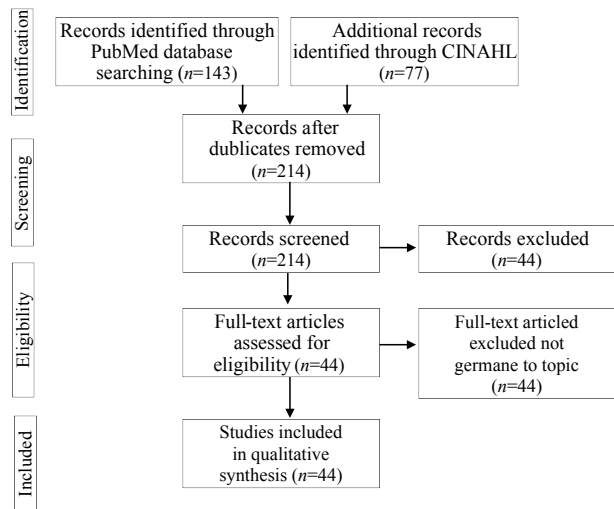 Identification
Records identified through
PubMed database
searching (n=143)
Additional records
identified through CINAHL
(n=77)
Records after
dublicates removed
(n=214)
Screening
Records screened
(n=214)
Records excluded
(n=44)
Eligibility
Full-text articles
assessed for
eligibility (n=44)
Full-text articled
excluded not
germane to topic
(n=44)
Included
Studies included
in qualitative
synthesis (n=44)